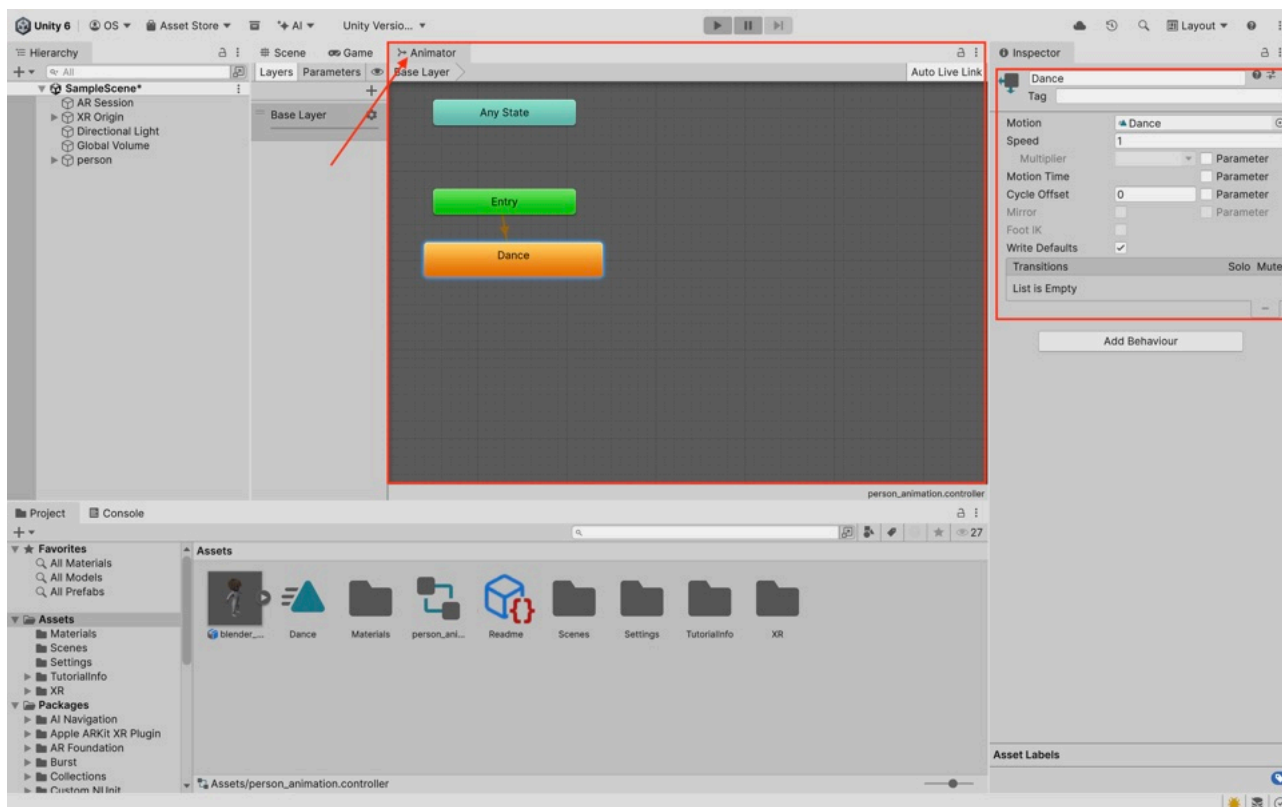 Unity 6 OS Asset Store AI Unity Versio... Layout
Hierarchy
All
SampleScene*
AR Session
XR Origin
Directional Light
Global Volume
person
Scene Game Animator
Layers Parameters Base Layer Auto Live Link
Base Layer
Any State
Entry
Dance
person_animation.controller
Inspector
Dance
Tag
Motion Dance
Speed 1
Multiplier Parameter
Motion Time Parameter
Cycle Offset 0 Parameter
Mirror Parameter
Foot IK
Write Defaults
Transitions Solo Mute
List is Empty
Add Behaviour
Project Console
27
Favorites
All Materials
All Models
All Prefabs
Assets
Materials
Scenes
Settings
TutorialInfo
XR
Packages
AI Navigation
Apple ARKit XR Plugin
AR Foundation
Burst
Collections
Custom NUnit
Assets
blender_... Dance Materials person_ani... Readme Scenes Settings TutorialInfo XR
Assets/person_animation.controller
Asset Labels